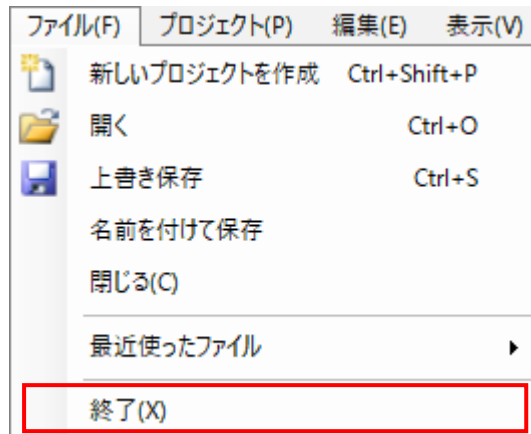 ファイル(F) プロジェクト(P) 編集(E) 表示(V)
新しいプロジェクトを作成 Ctrl+Shift+P
開く Ctrl+O
上書き保存 Ctrl+S
名前を付けて保存
閉じる(C)
最近使ったファイル
終了(X)